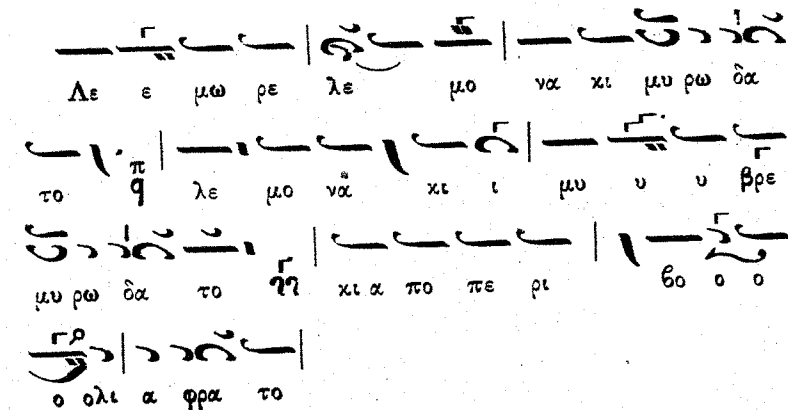 Λε ε μω ρε λε μο να κι μυ ρω δα
το π q λε μο να κι ι μυ υ υ βρε
μυ ρω δα το κι α πο πε ρι βο ο ο
ο ολι α φρα το